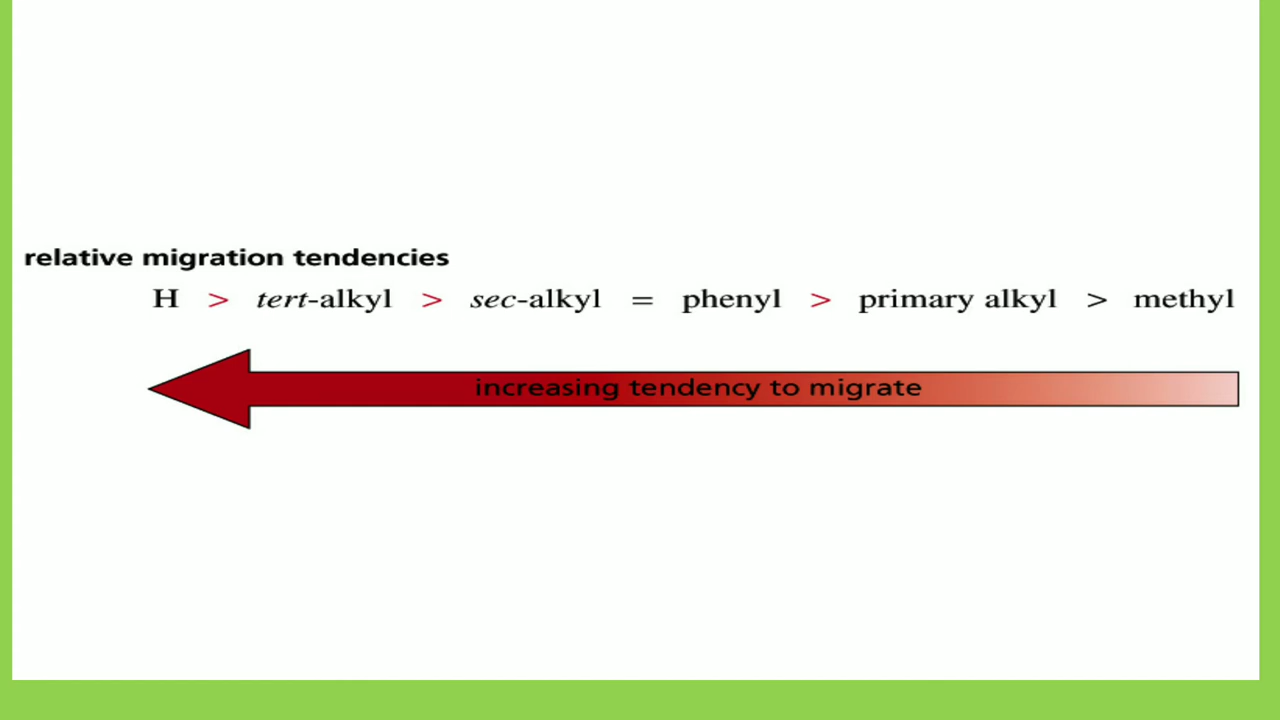 relative migration tendencies
H > tert-alkyl > sec-alkyl = phenyl > primary alkyl > methyl
increasing tendency to migrate